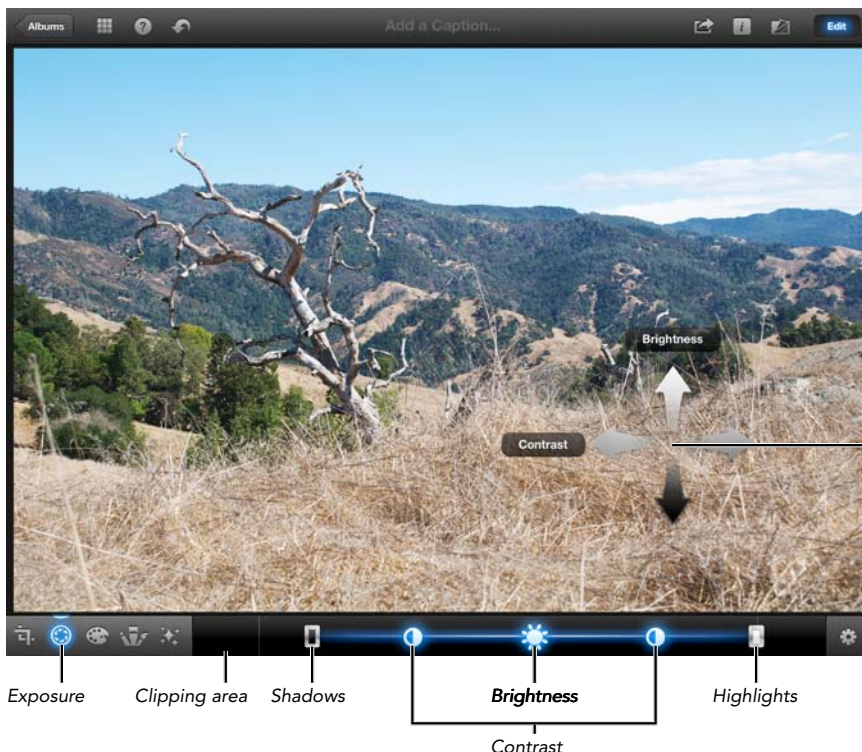 Albums
Add a Caption...
Edit
Brightness
Contrast
Exposure
Clipping area
Shadows
Brightness
Highlights
Contrast